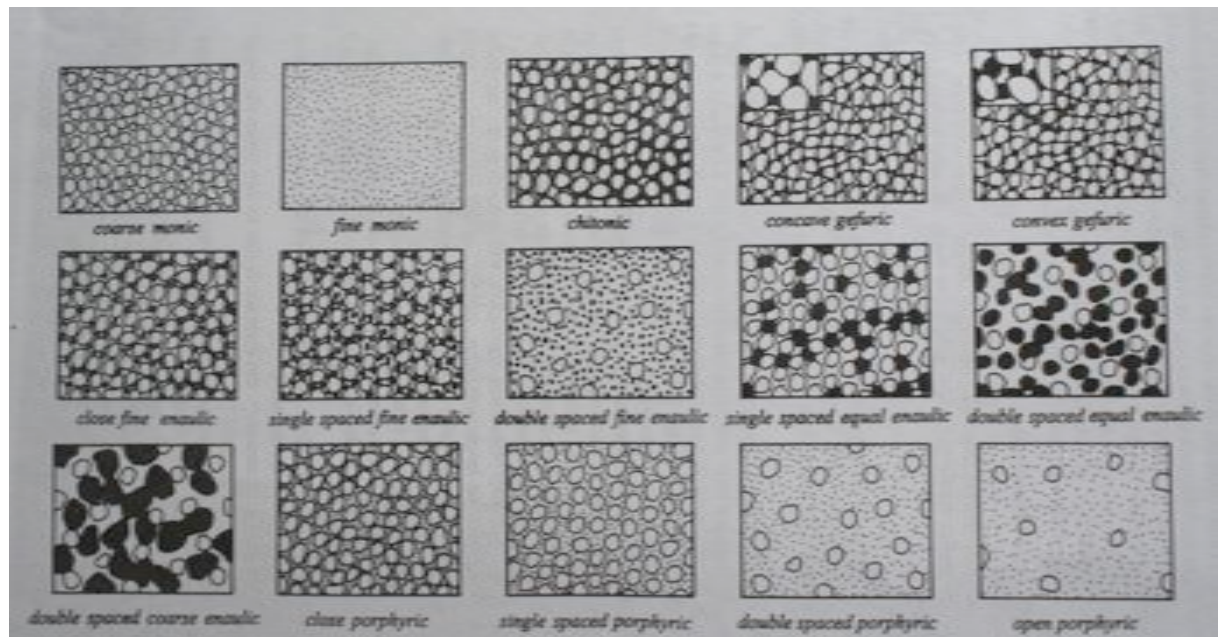 coarse monic
fine monic
chitonic
concave gefuric
convex gefuric
close fine enaulic
single spaced fine enaulic
double spaced fine enaulic
single spaced equal enaulic
double spaced equal enaulic
double spaced coarse enaulic
close porphyric
single spaced porphyric
double spaced porphyric
open porphyric